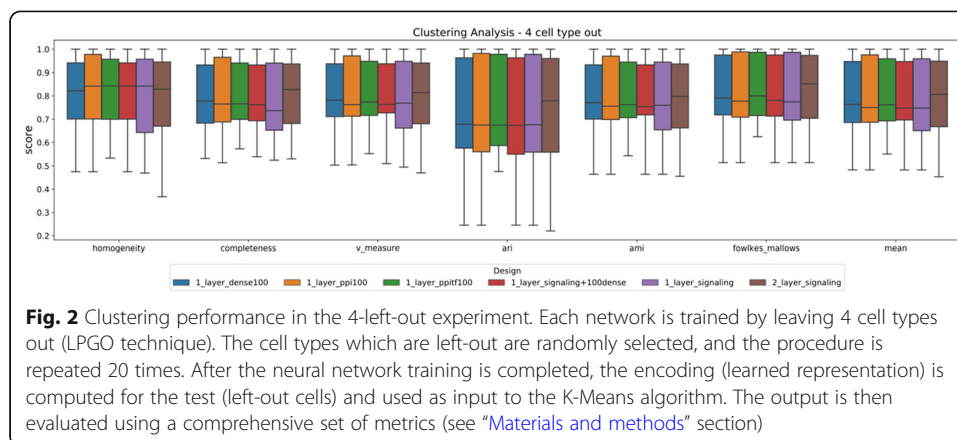 Clustering Analysis - 4 cell type out
score
1.0
0.9
0.8
0.7
0.6
0.5
0.4
0.3
0.2
homogeneity completeness v_measure ari ami fowlkes_mallows mean
Design
1_layer_dense100 1_layer_ppi100 1_layer_ppitf100 1_layer_signaling+100dense 1_layer_signaling 2_layer_signaling
Fig. 2 Clustering performance in the 4-left-out experiment. Each network is trained by leaving 4 cell types
out (LPGO technique). The cell types which are left-out are randomly selected, and the procedure is
repeated 20 times. After the neural network training is completed, the encoding (learned representation) is
computed for the test (left-out cells) and used as input to the K-Means algorithm. The output is then
evaluated using a comprehensive set of metrics (see “Materials and methods” section)